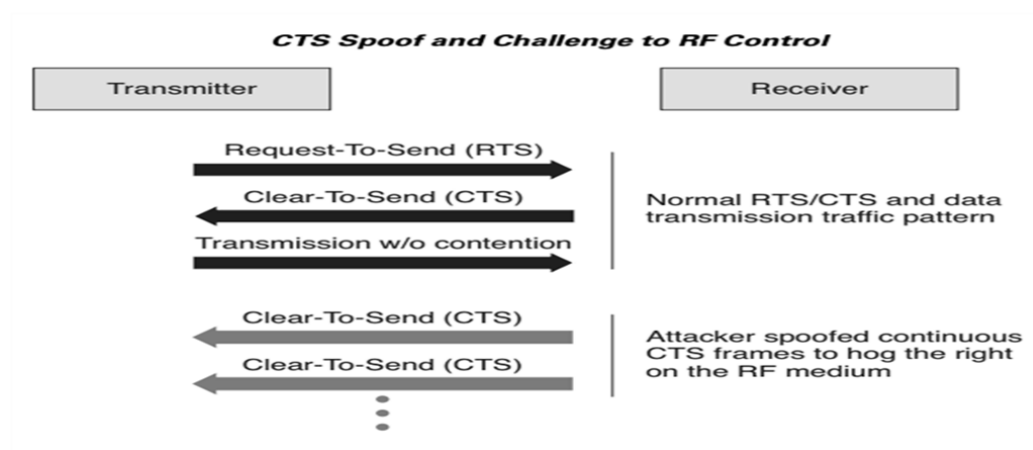 CTS Spoof and Challenge to RF Control
Transmitter
Receiver
Request-To-Send (RTS)
Clear-To-Send (CTS)
Transmission w/o contention
Normal RTS/CTS and data
transmission traffic pattern
Clear-To-Send (CTS)
Clear-To-Send (CTS)
Attacker spoofed continuous
CTS frames to hog the right
on the RF medium